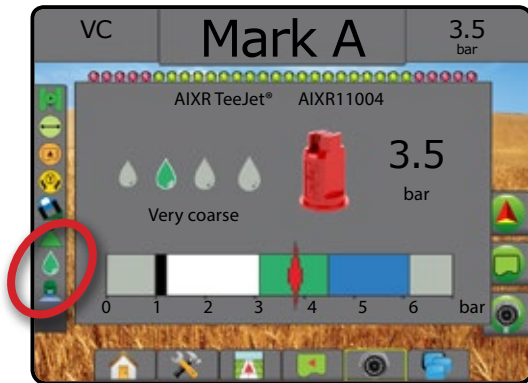 VC
Mark A
3.5
bar
AIXR TeeJet® AIXR11004
3.5
bar
Very coarse
0 1 2 3 4 5 6 bar